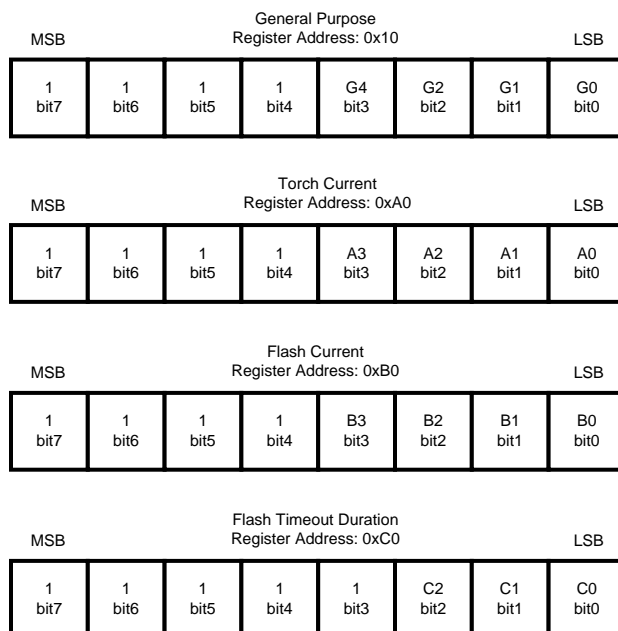 General Purpose
MSB Register Address: 0x10 LSB
1 1 1 1 G4 G2 G1 G0
bit7 bit6 bit5 bit4 bit3 bit2 bit1 bit0
Torch Current
MSB Register Address: 0xA0 LSB
1 1 1 1 A3 A2 A1 A0
bit7 bit6 bit5 bit4 bit3 bit2 bit1 bit0
Flash Current
MSB Register Address: 0xB0 LSB
1 1 1 1 B3 B2 B1 B0
bit7 bit6 bit5 bit4 bit3 bit2 bit1 bit0
Flash Timeout Duration
MSB Register Address: 0xC0 LSB
1 1 1 1 1 C2 C1 C0
bit7 bit6 bit5 bit4 bit3 bit2 bit1 bit0